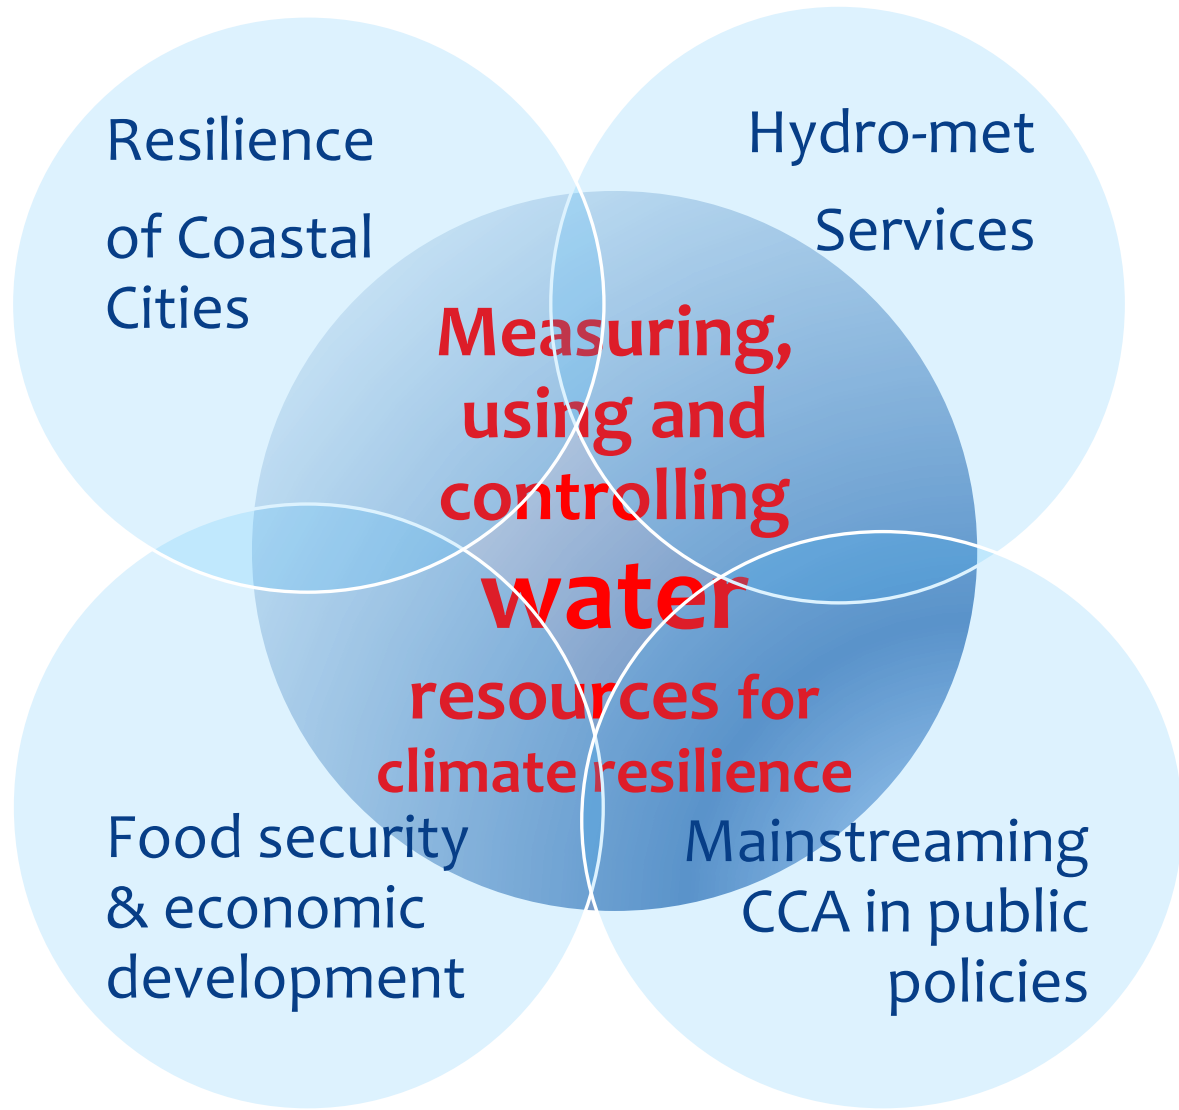 Resilience
of Coastal
Cities
Hydro-met
Services
Measuring,
using and
controlling
water
resources for
climate resilience
Food security
& economic
development
Mainstreaming
CCA in public
policies